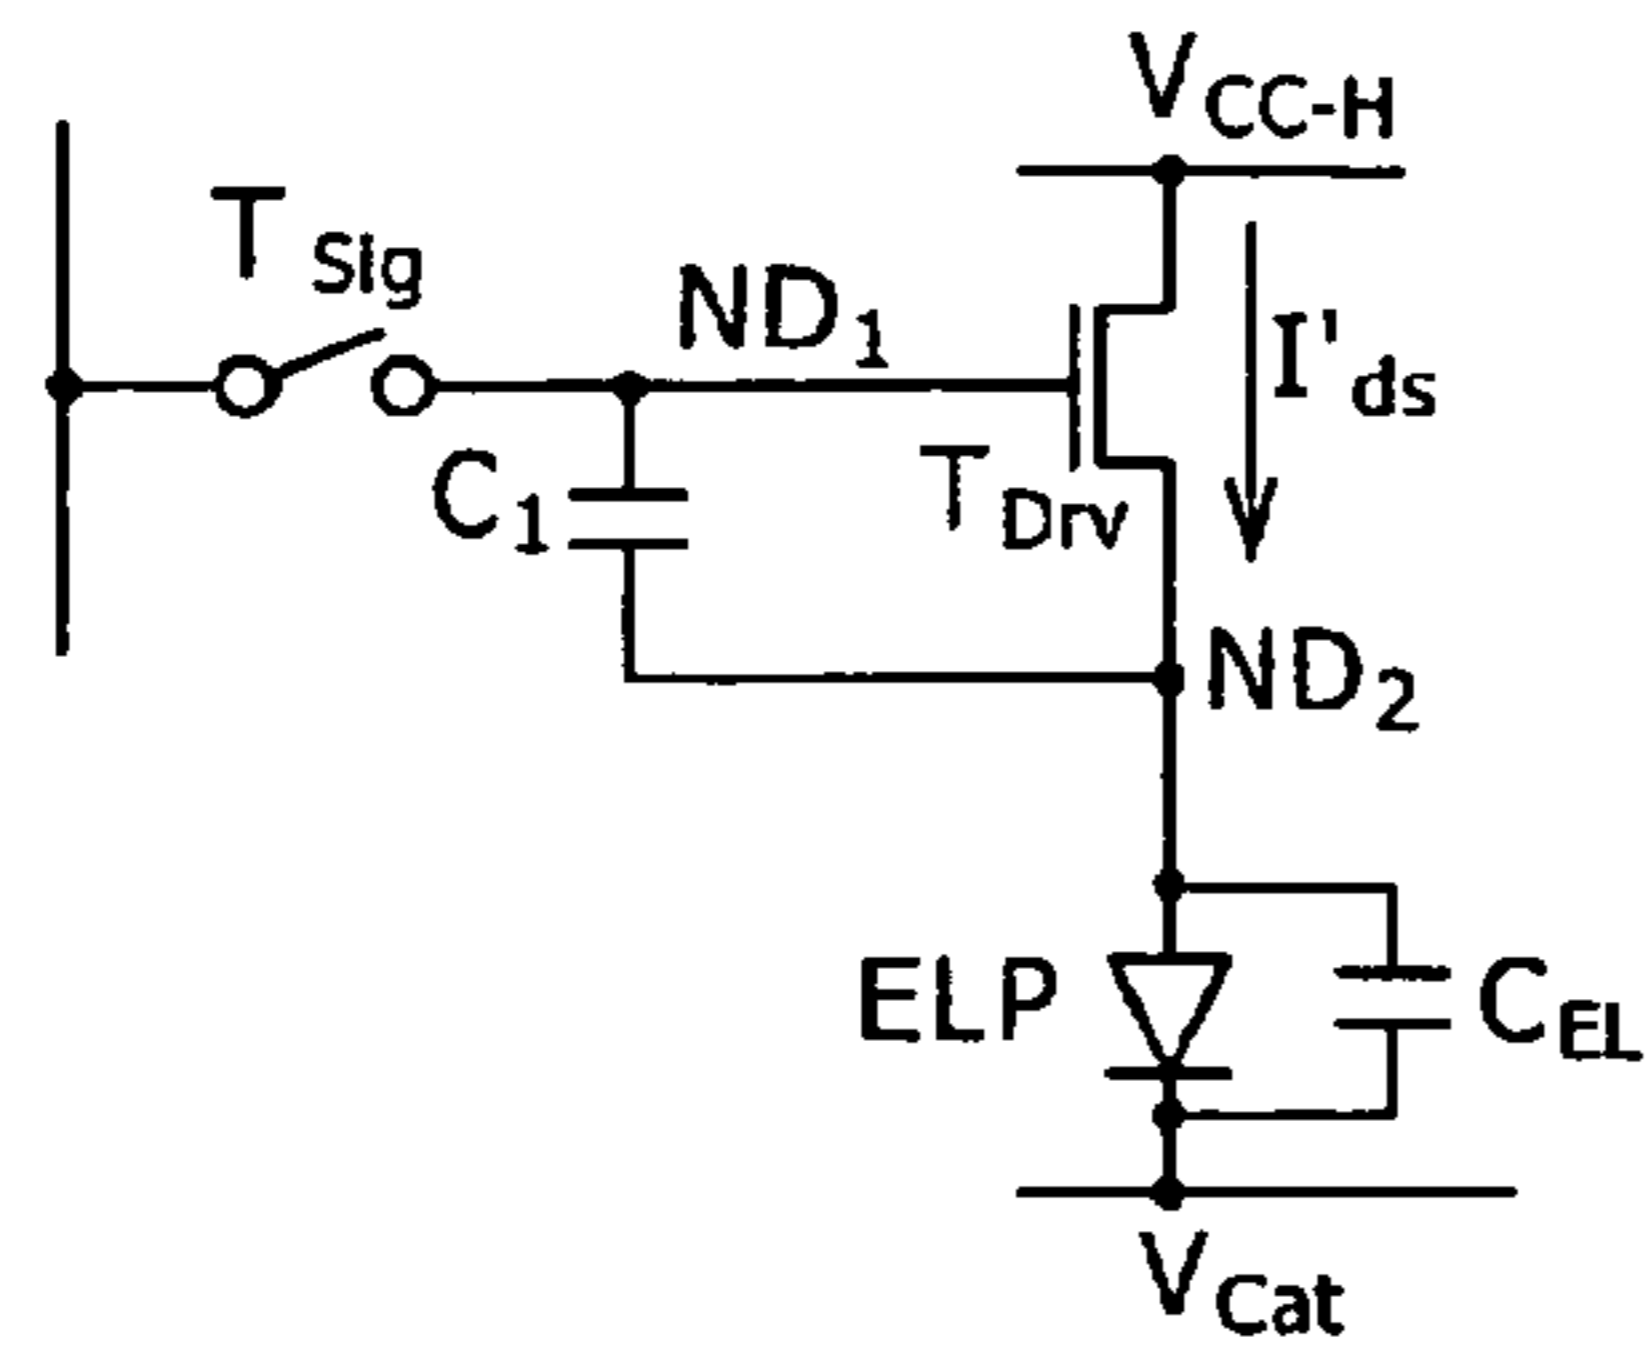 V_CC-H
T_Sig
ND_1
I'_ds
C_1
T_Drv
ND_2
ELP
C_EL
V_Cat